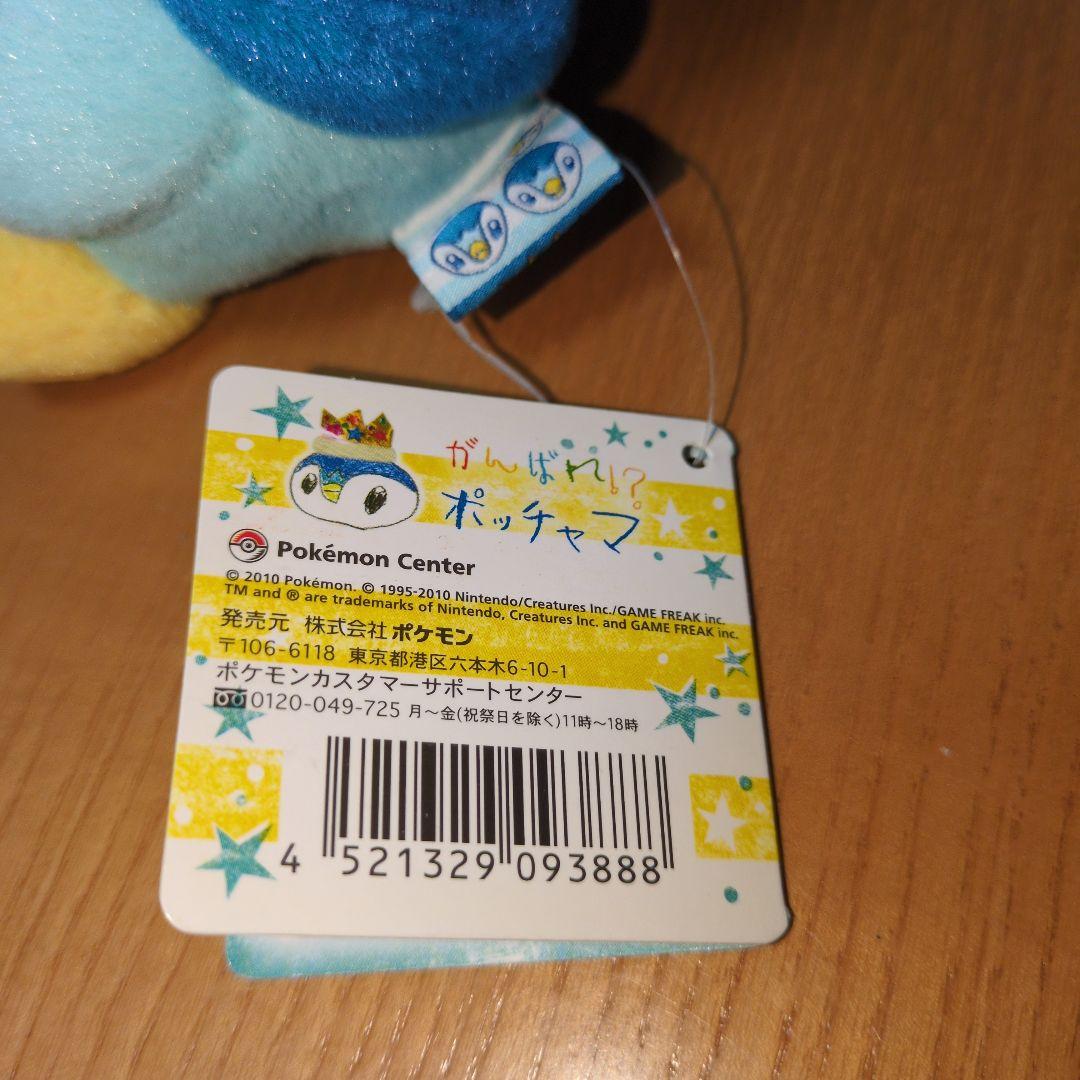 がんばれ!?
ポッチャマ
Pokémon Center
© 2010 Pokémon. © 1995-2010 Nintendo/Creatures Inc./GAME FREAK inc.
TM and ® are trademarks of Nintendo, Creatures Inc. and GAME FREAK inc.
発売元 株式会社ポケモン
〒106-6118 東京都港区六本木6-10-1
ポケモンカスタマーサポートセンター
0120-049-725 月~金(祝祭日を除く)11時~18時
4 521329 093888